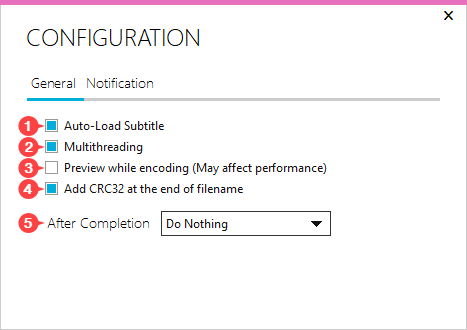 CONFIGURATION
General Notification
1 Auto-Load Subtitle
2 Multithreading
3 Preview while encoding (May affect performance)
4 Add CRC32 at the end of filename
5 After Completion Do Nothing